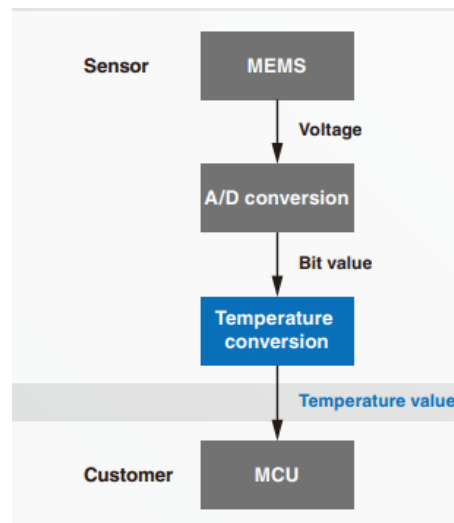 Sensor
MEMS
Voltage
A/D conversion
Bit value
Temperature
conversion
Temperature value
Customer
MCU